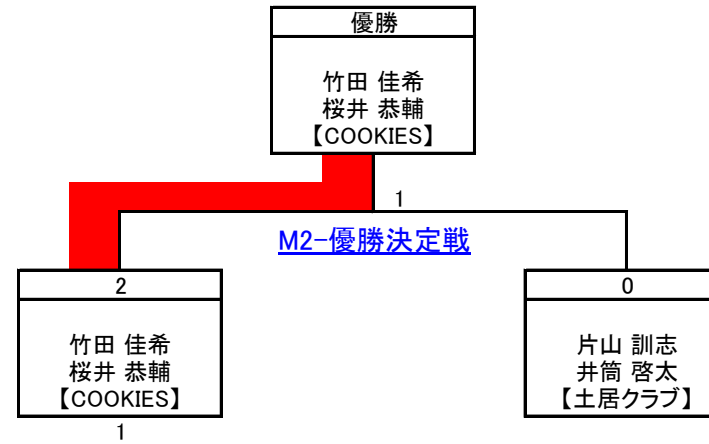 優勝
竹田 佳希
桜井 恭輔
【COOKIES】
1
M2-優勝決定戦
2
竹田 佳希
桜井 恭輔
【COOKIES】
1
0
片山 訓志
井筒 啓太
【土居クラブ】